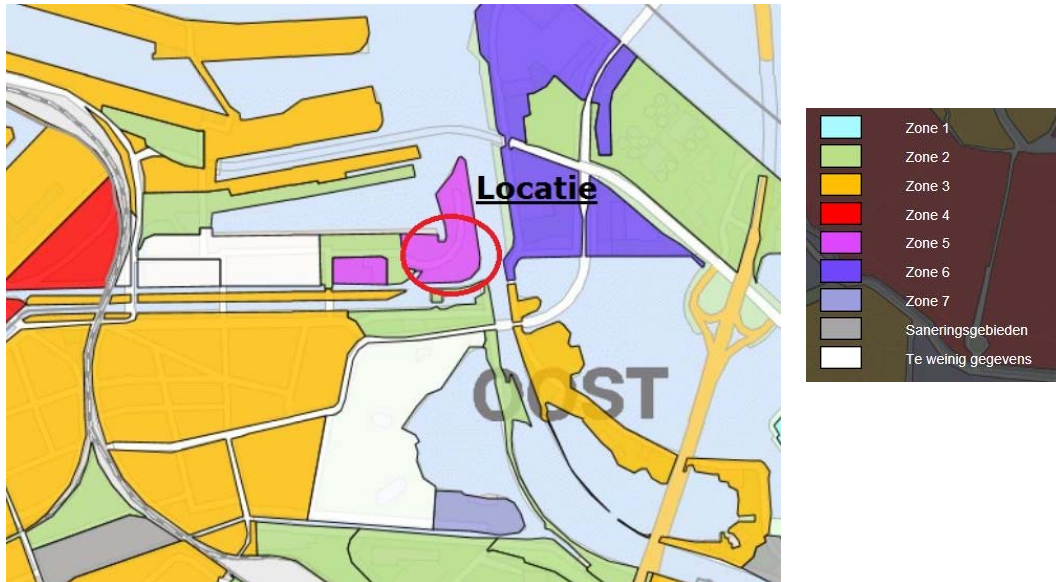 Locatie
OOST
Zone 1
Zone 2
Zone 3
Zone 4
Zone 5
Zone 6
Zone 7
Saneringsgebieden
Te weinig gegevens